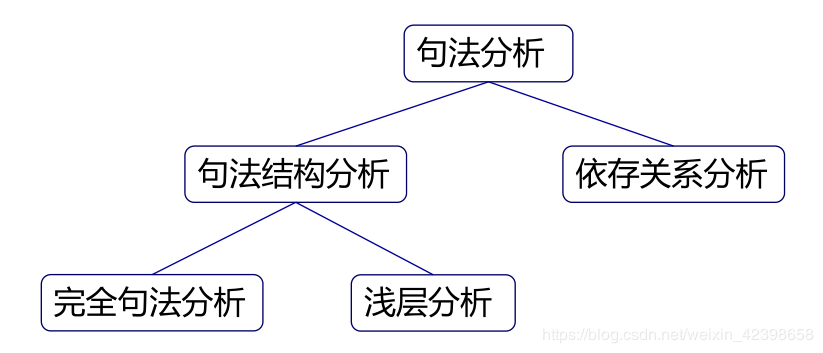 句法分析
句法结构分析
依存关系分析
完全句法分析
浅层分析
https://blog.csdn.net/weixin_42398658